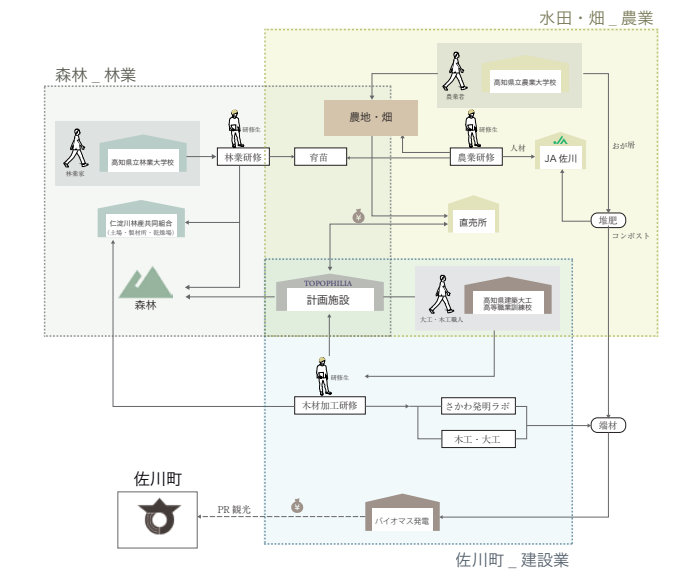 水田・畑_農業
森林_林業
高知県立農業大学校
農業者
農地・畑
研修生
研修生
人材
おが屑
高知県立林業大学校
林業家
林業研修
育苗
農業研修
JA
JA 佐川
仁淀川林産共同組合
(土場・製材所・乾燥場)
¥
直売所
堆肥
コンポスト
TOPOPHILIA
計画施設
森林
高知県建築大工
高等職業訓練校
大工・木工職人
研修生
木材加工研修
さかわ発明ラボ
木工・大工
端材
佐川町
PR 観光
¥
バイオマス発電
佐川町_建設業